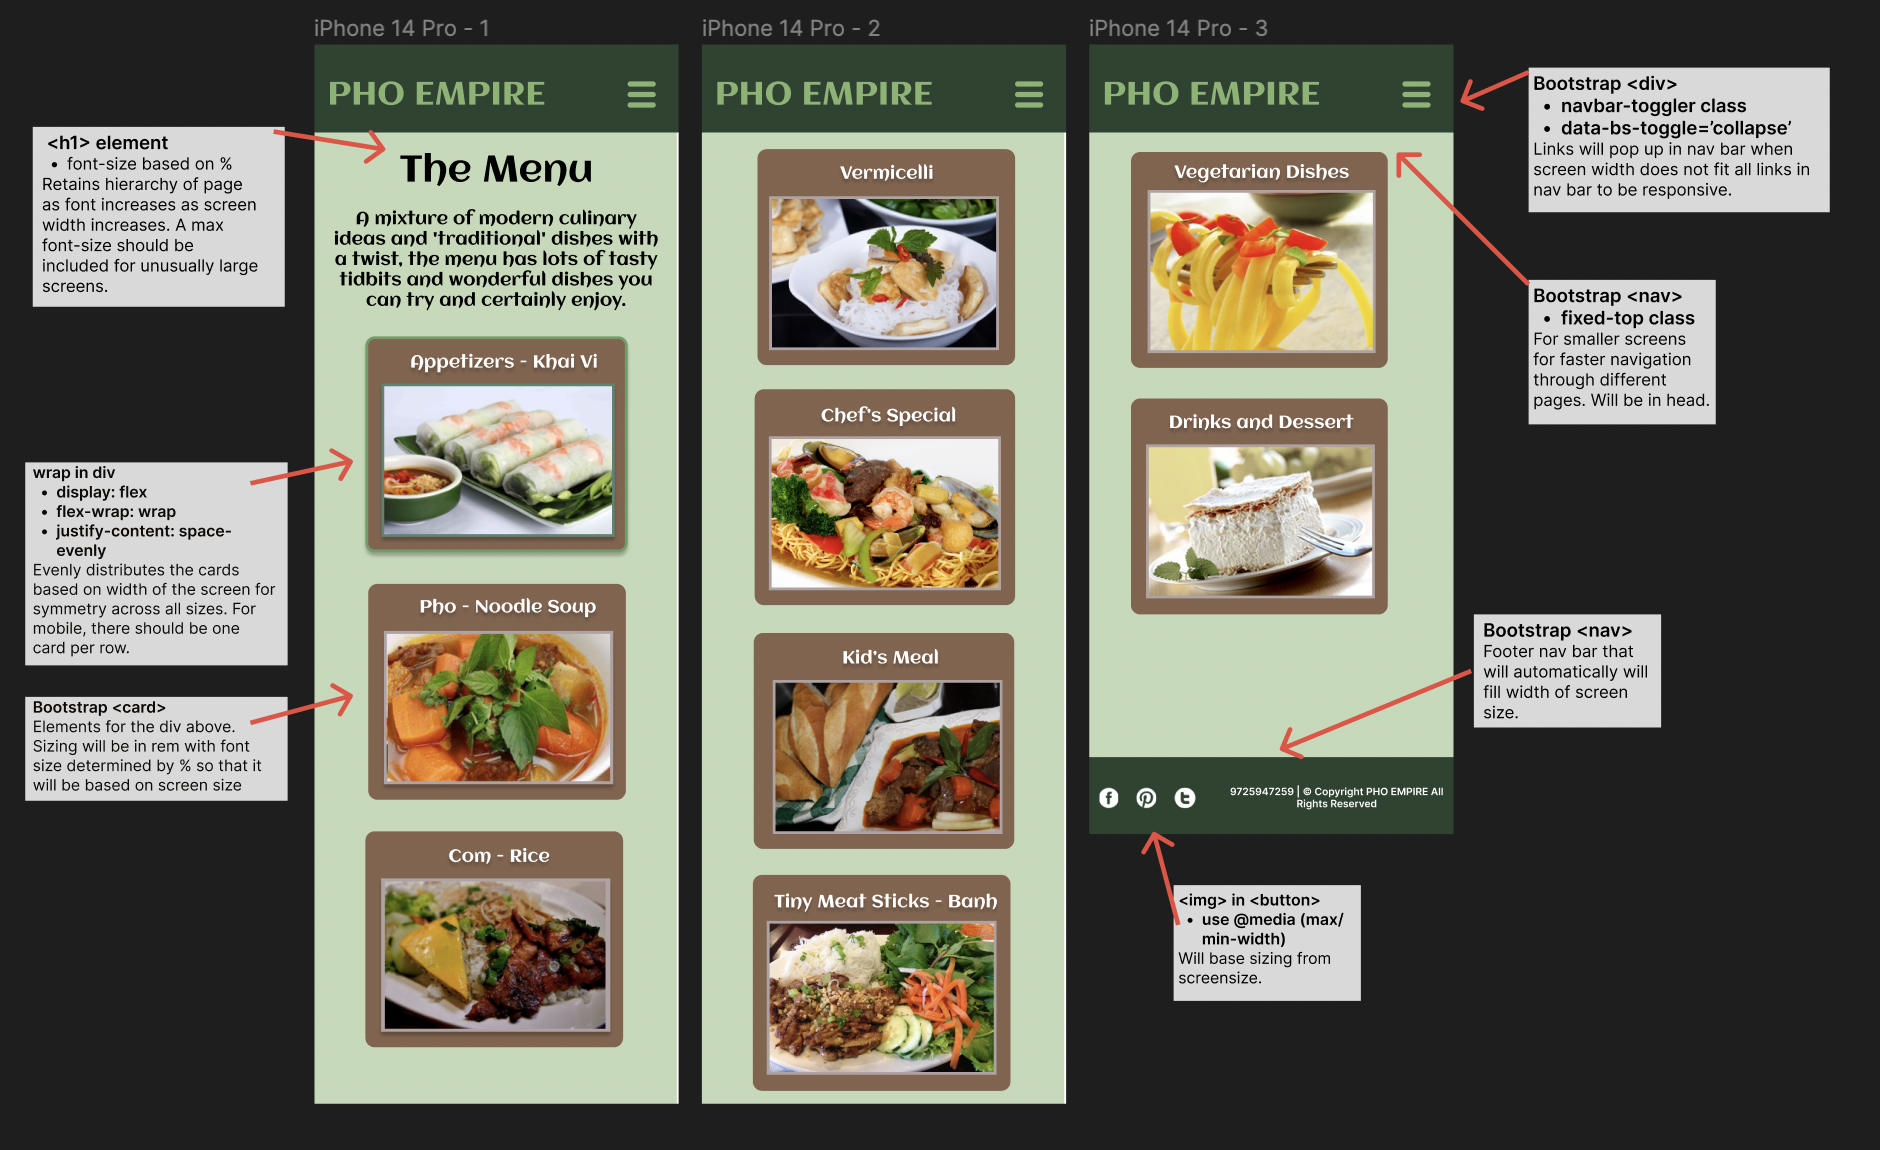 iPhone 14 Pro - 1
PHO EMPIRE
The Menu
A mixture of modern culinary
ideas and 'traditional' dishes with
a twist, the menu has lots of tasty
tidbits and wonderful dishes you
can try and certainly enjoy.
Appetizers - Khai Vi
Pho - Noodle Soup
Com - Rice
iPhone 14 Pro - 2
PHO EMPIRE
Vermicelli
Chef's Special
Kid's Meal
Tiny Meat Sticks - Banh
iPhone 14 Pro - 3
PHO EMPIRE
Vegetarian Dishes
Drinks and Dessert
9725947259 | © Copyright PHO EMPIRE All
Rights Reserved
<h1> element
• font-size based on %
Retains hierarchy of page
as font increases as screen
width increases. A max
font-size should be
included for unusually large
screens.
wrap in div
• display: flex
• flex-wrap: wrap
• justify-content: space-
evenly
Evenly distributes the cards
based on width of the screen for
symmetry across all sizes. For
mobile, there should be one
card per row.
Bootstrap <card>
Elements for the div above.
Sizing will be in rem with font
size determined by % so that it
will be based on screen size
Bootstrap <div>
• navbar-toggler class
• data-bs-toggle='collapse'
Links will pop up in nav bar when
screen width does not fit all links in
nav bar to be responsive.
Bootstrap <nav>
• fixed-top class
For smaller screens
for faster navigation
through different
pages. Will be in head.
Bootstrap <nav>
Footer nav bar that
will automatically will
fill width of screen
size.
<img> in <button>
• use @media (max/
min-width)
Will base sizing from
screensize.